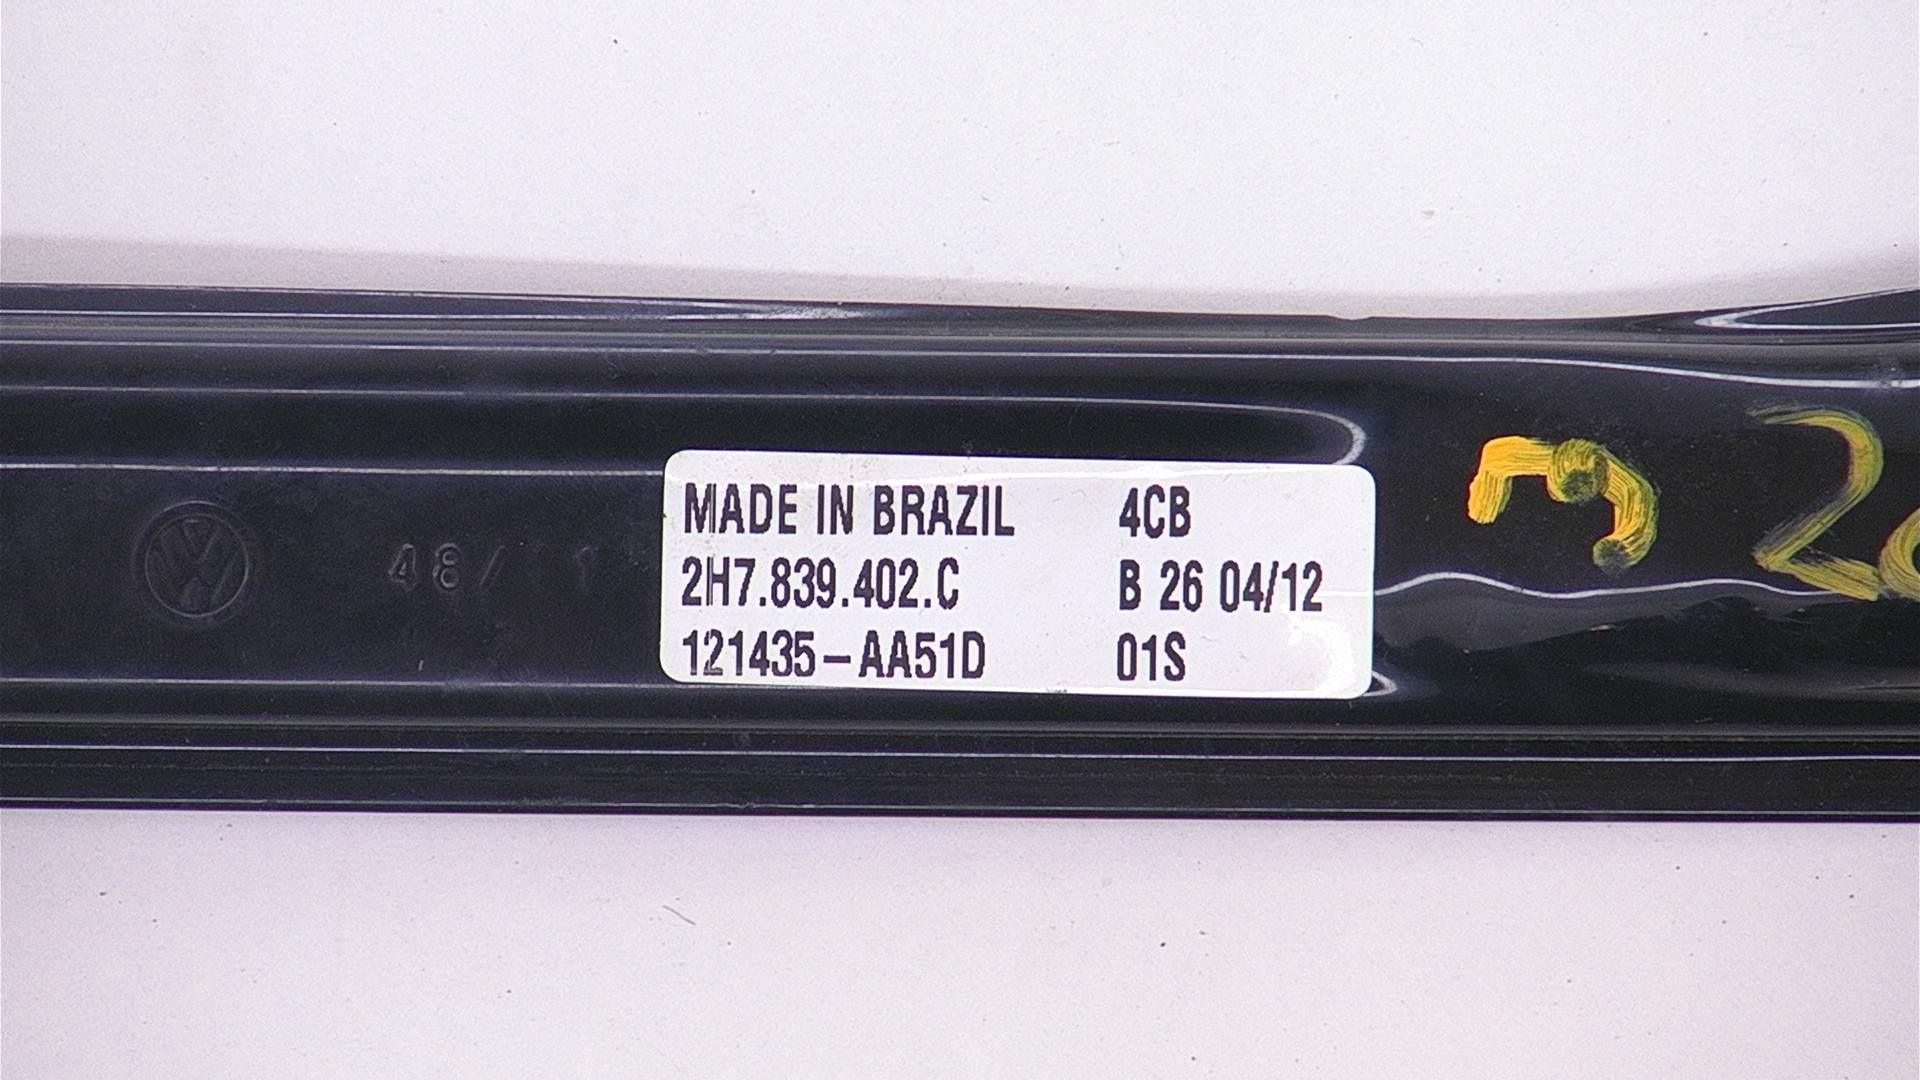 MADE IN BRAZIL 4CB
2H7.839.402.C B 26 04/12
121435-AA51D 01S
48/11